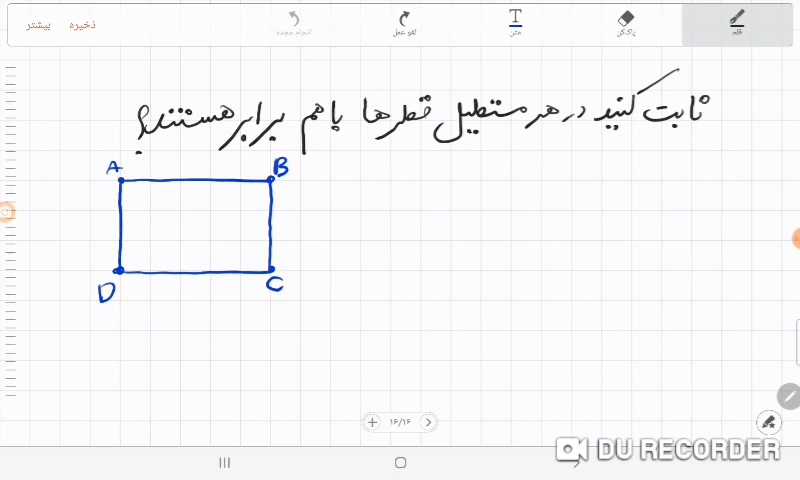 ذخیره بیشتر
انجام مجدد لغو عمل متن پاک‌کن قلم
ثابت کنید در هر مستطیل قطرها باهم برابر هستند؟
A B
D C
۱۶/۱۶
DU RECORDER